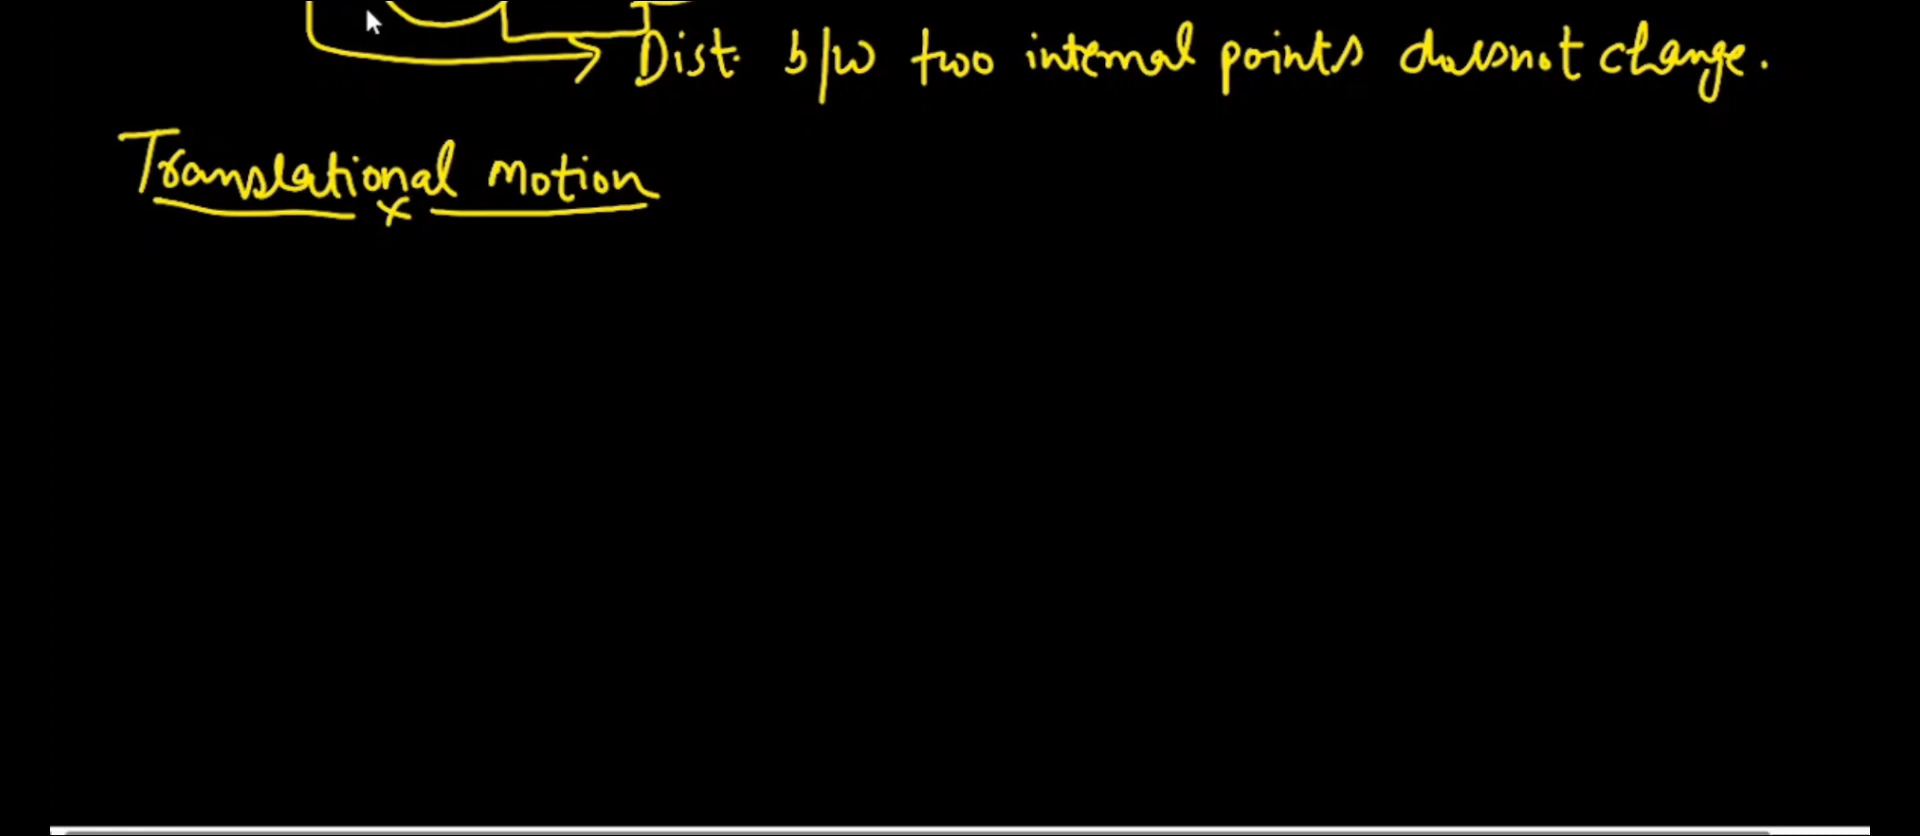 Dist. b/w two internal points doesnot change.
Translational Motion